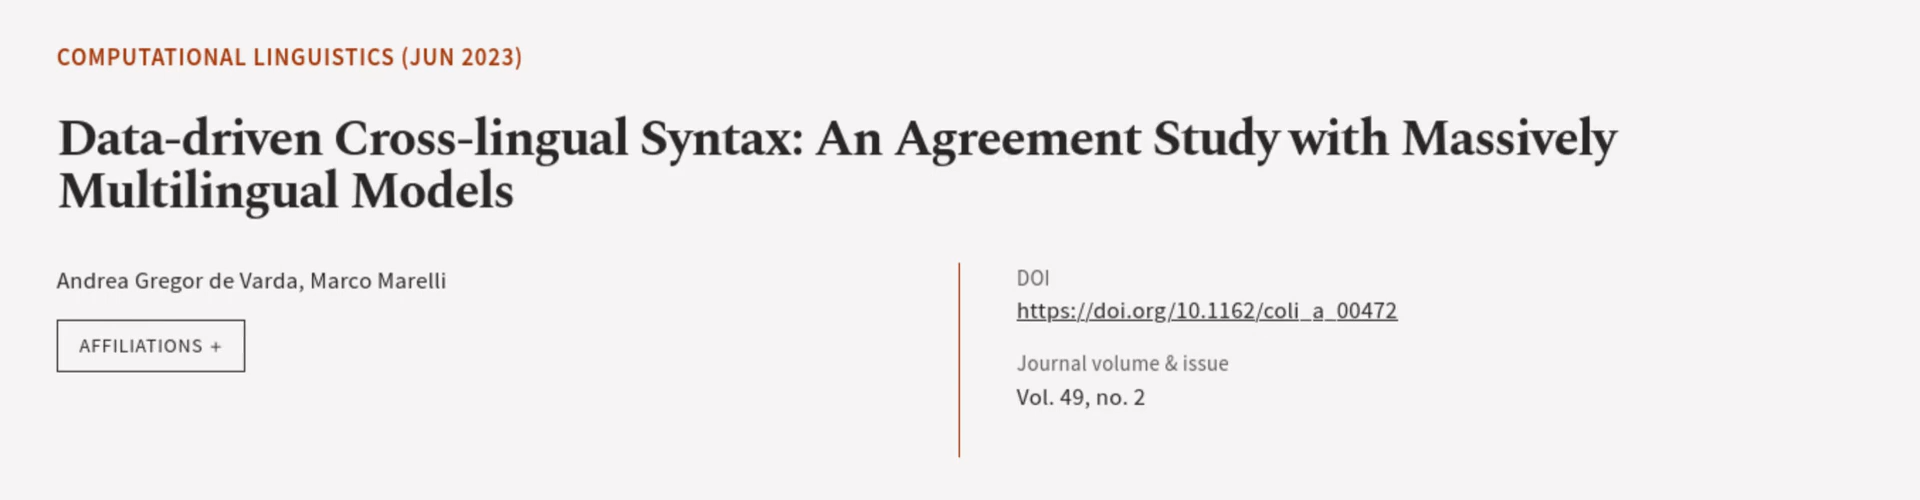 COMPUTATIONAL LINGUISTICS (JUN 2023)
Data-driven Cross-lingual Syntax: An Agreement Study with Massively
Multilingual Models
Andrea Gregor de Varda, Marco Marelli
AFFILIATIONS +
DOI
https://doi.org/10.1162/coli_a_00472
Journal volume & issue
Vol. 49, no. 2